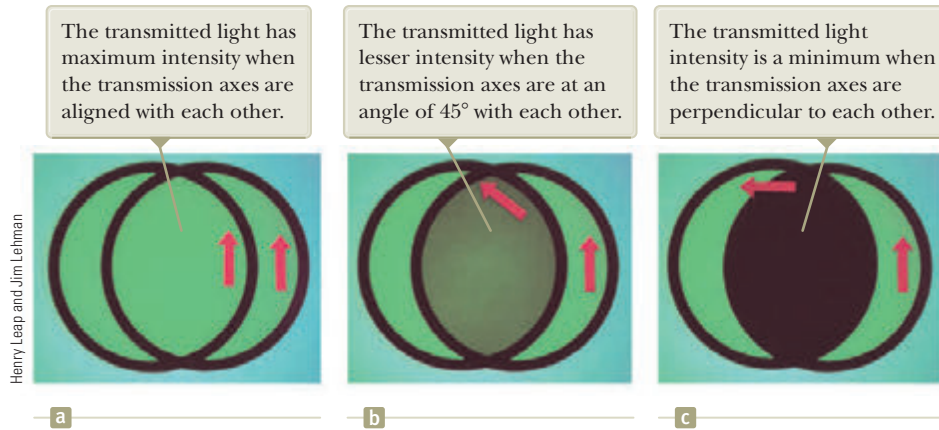 The transmitted light has
maximum intensity when
the transmission axes are
aligned with each other.
The transmitted light has
lesser intensity when the
transmission axes are at an
angle of 45° with each other.
The transmitted light
intensity is a minimum when
the transmission axes are
perpendicular to each other.
Henry Leap and Jim Lehman
a
b
c